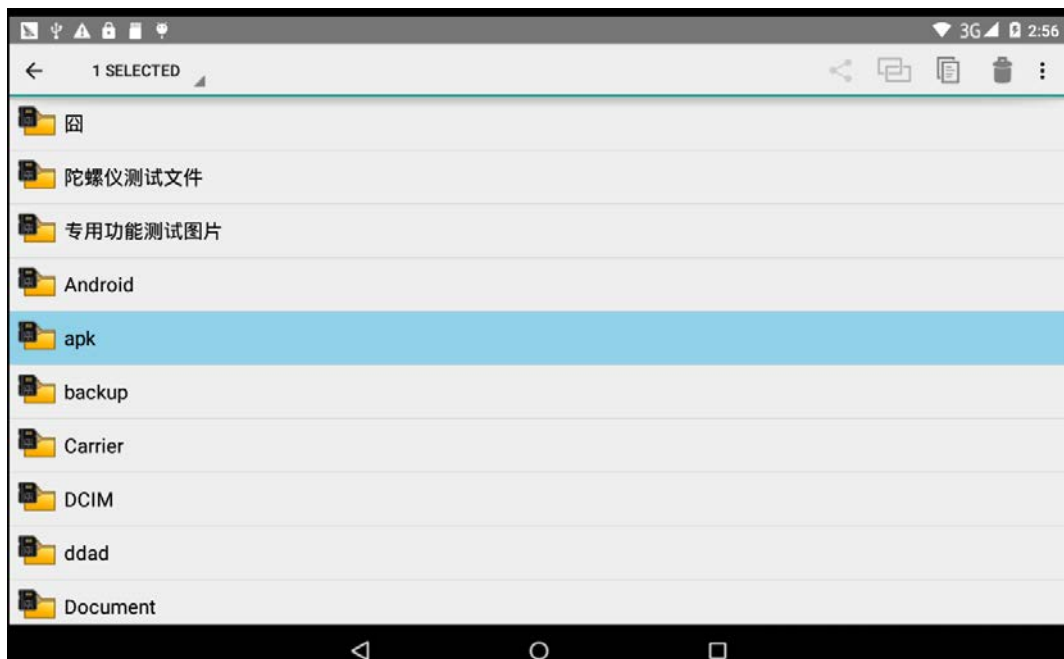 3G 2:56
1 SELECTED
囧
陀螺仪测试文件
专用功能测试图片
Android
apk
backup
Carrier
DCIM
ddad
Document